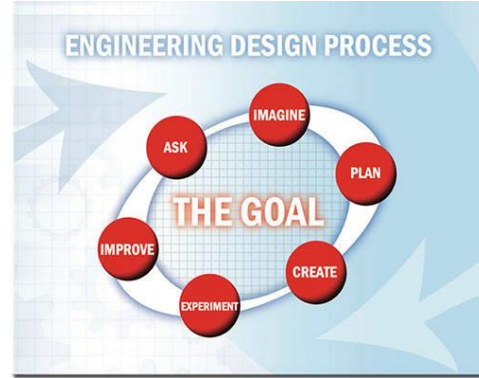 ENGINEERING DESIGN PROCESS
IMAGINE
ASK
PLAN
THE GOAL
IMPROVE
CREATE
EXPERIMENT